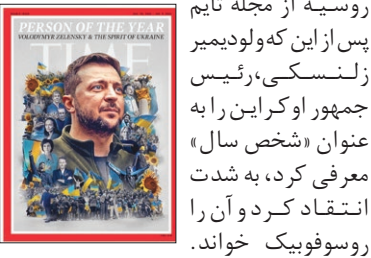 PERSON OF THE YEAR
VOLODYMYR ZELENSKY & THE SPIRIT OF UKRAINE
TIME
روسیه از مجله تایم
پس از این که ولودیمیر
زلنسکی، رئیس
جمهور اوکراین را به
عنوان «شخص سال»
معرفی کرد، به شدت
انتقاد کرد و آن را
روسوفوبیک خواند.